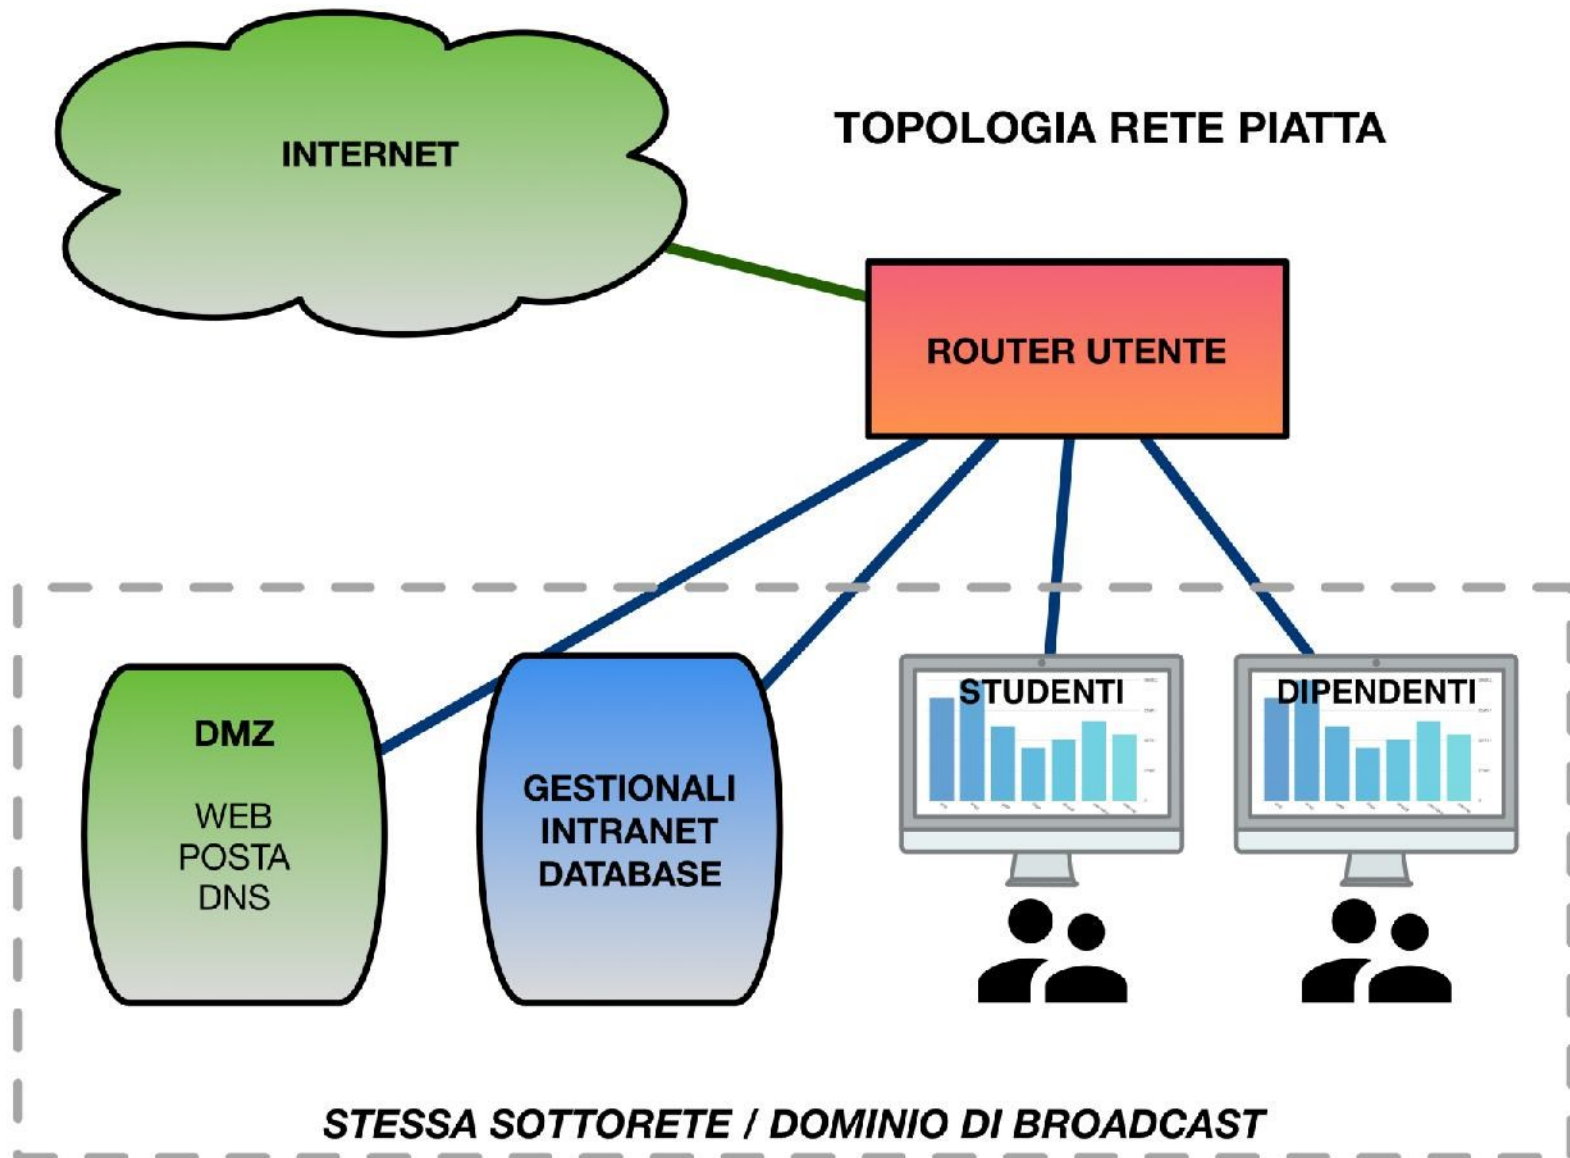 INTERNET
TOPOLOGIA RETE PIATTA
ROUTER UTENTE
DMZ
WEB
POSTA
DNS
GESTIONALI
INTRANET
DATABASE
STUDENTI
DIPENDENTI
STESSA SOTTORETE / DOMINIO DI BROADCAST